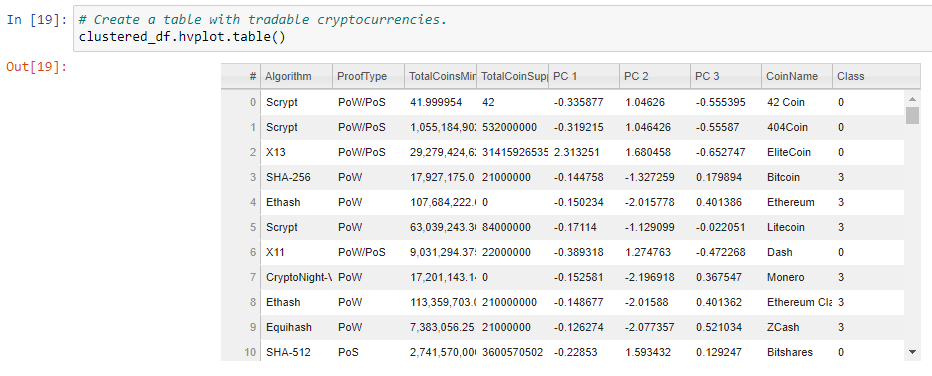 In [19]: # Create a table with tradable cryptocurrencies.
clustered_df.hvplot.table()
Out[19]:
# Algorithm ProofType TotalCoinsMin TotalCoinSupp PC 1 PC 2 PC 3 CoinName Class
0 Scrypt PoW/PoS 41.999954 42 -0.335877 1.04626 -0.555395 42 Coin 0
1 Scrypt PoW/PoS 1,055,184,902 532000000 -0.319215 1.046426 -0.55587 404Coin 0
2 X13 PoW/PoS 29,279,424,62 31415926535 2.313251 1.680458 -0.652747 EliteCoin 0
3 SHA-256 PoW 17,927,175.0 21000000 -0.144758 -1.327259 0.179894 Bitcoin 3
4 Ethash PoW 107,684,222. 0 -0.150234 -2.015778 0.401386 Ethereum 3
5 Scrypt PoW 63,039,243.30 84000000 -0.17114 -1.129099 -0.022051 Litecoin 3
6 X11 PoW/PoS 9,031,294.375 22000000 -0.389318 1.274763 -0.472268 Dash 0
7 CryptoNight-V PoW 17,201,143.14 0 -0.152581 -2.196918 0.367547 Monero 3
8 Ethash PoW 113,359,703.0 210000000 -0.148677 -2.01588 0.401362 Ethereum Cla 3
9 Equihash PoW 7,383,056.25 21000000 -0.126274 -2.077357 0.521034 ZCash 3
10 SHA-512 PoS 2,741,570,000 3600570502 -0.22853 1.593432 0.129247 Bitshares 0